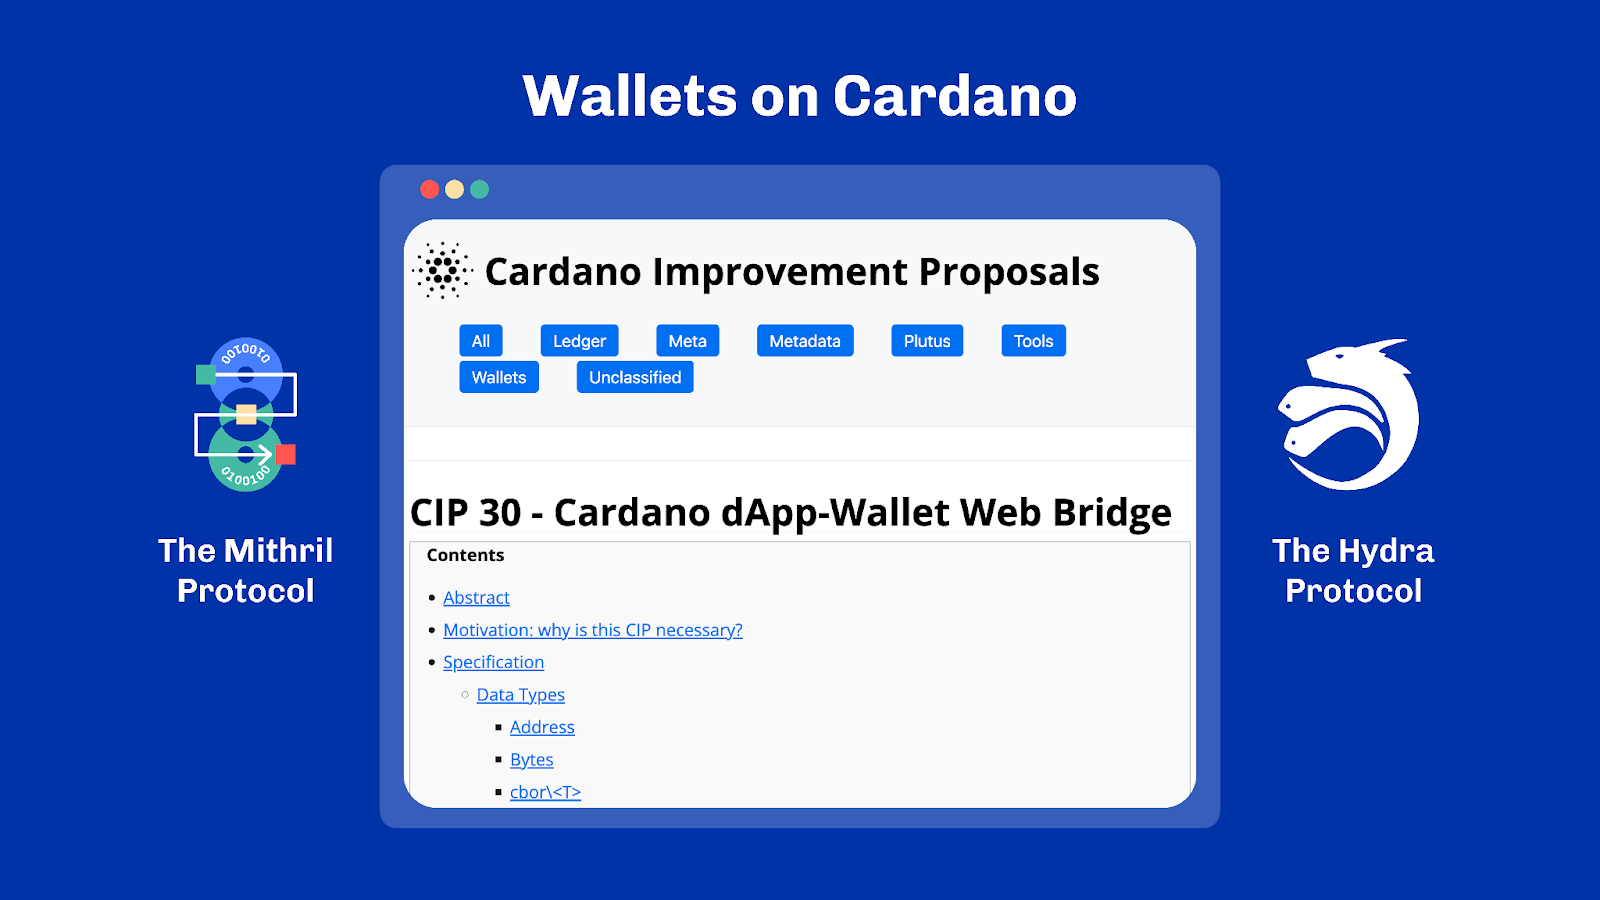 Wallets on Cardano
Cardano Improvement Proposals
All Ledger Meta Metadata Plutus Tools
Wallets Unclassified
CIP 30 - Cardano dApp-Wallet Web Bridge
Contents
Abstract
Motivation: why is this CIP necessary?
Specification
Data Types
Address
Bytes
cbor\<T>
0010010
0100100
The Mithril
Protocol
The Hydra
Protocol